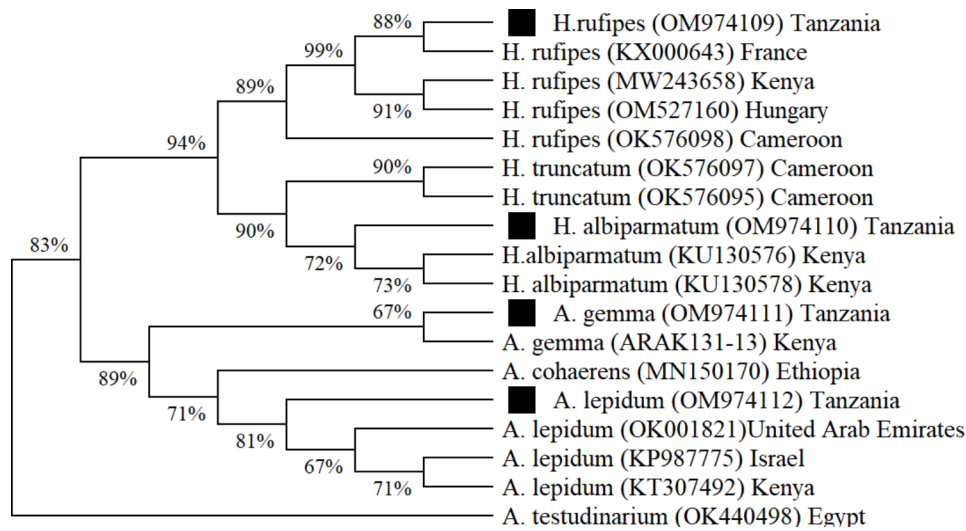 88%
H.rufipes (OM974109) Tanzania
99%
H. rufipes (KX000643) France
H. rufipes (MW243658) Kenya
89%
91%
H. rufipes (OM527160) Hungary
H. rufipes (OK576098) Cameroon
94%
90%
H. truncatum (OK576097) Cameroon
H. truncatum (OK576095) Cameroon
90%
H. albiparmatum (OM974110) Tanzania
83%
72%
H.albiparmatum (KU130576) Kenya
73%
H. albiparmatum (KU130578) Kenya
67%
A. gemma (OM974111) Tanzania
A. gemma (ARAK131-13) Kenya
89%
A. cohaerens (MN150170) Ethiopia
71%
A. lepidum (OM974112) Tanzania
81%
A. lepidum (OK001821)United Arab Emirates
67%
A. lepidum (KP987775) Israel
71%
A. lepidum (KT307492) Kenya
A. testudinarium (OK440498) Egypt